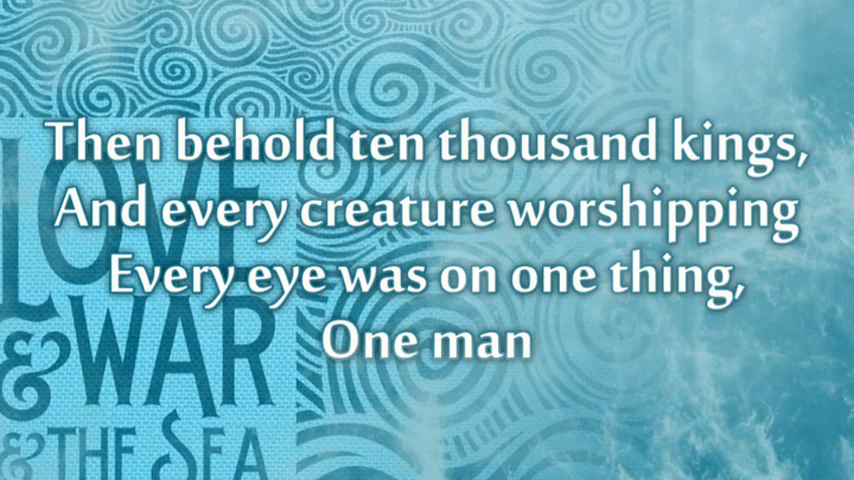 Then behold ten thousand kings,
And every creature worshipping
Every eye was on one thing,
One man
LOVE
& WAR
& THE SEA